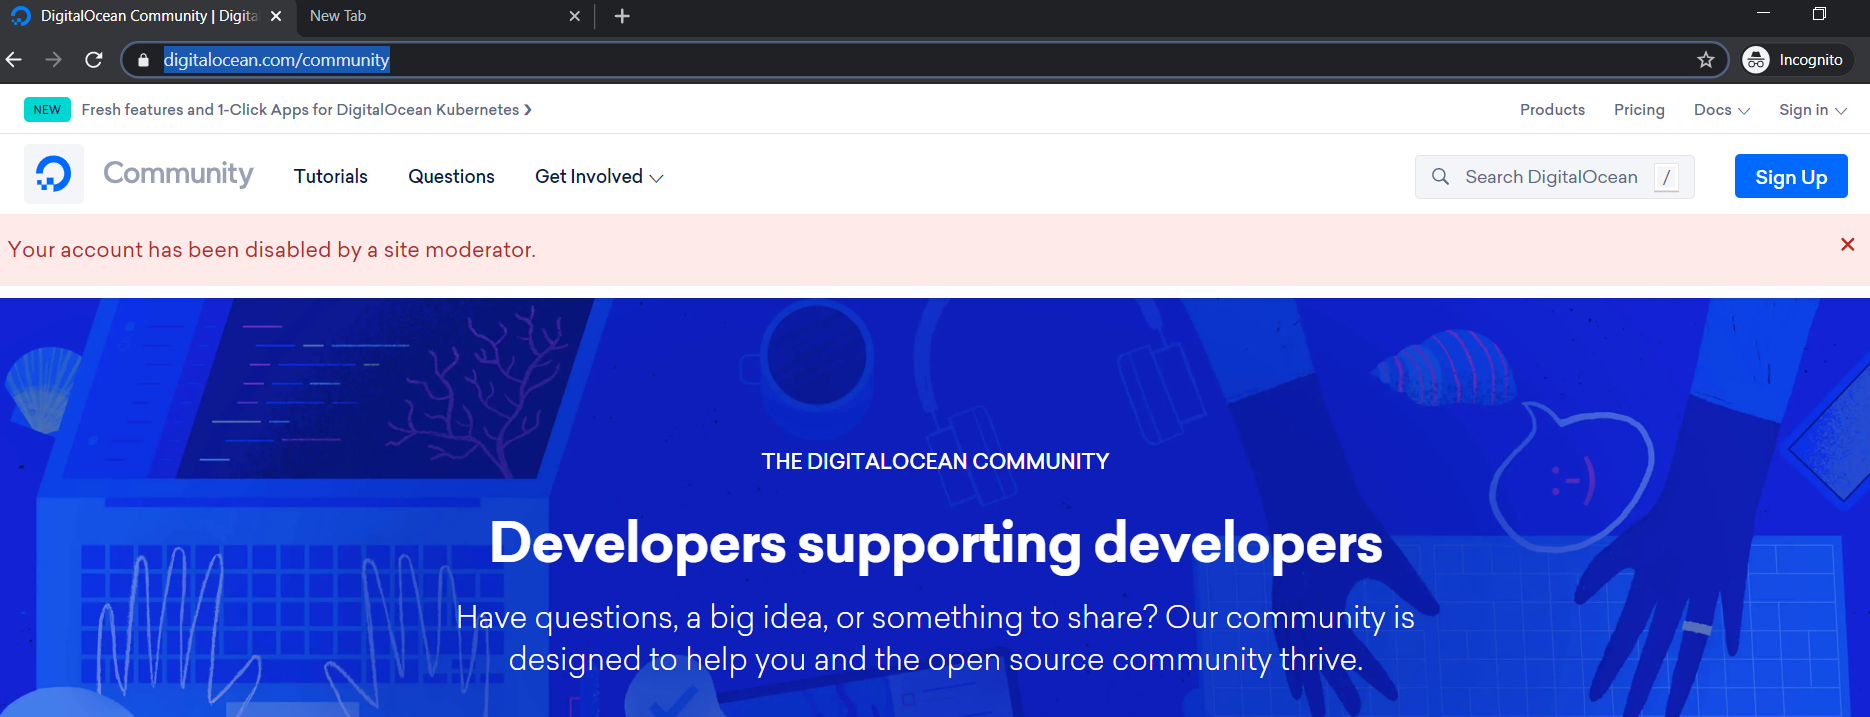 DigitalOcean Community | Digita
New Tab
digitalocean.com/community
Incognito
NEW Fresh features and 1-Click Apps for DigitalOcean Kubernetes
Products Pricing Docs Sign in
Community Tutorials Questions Get Involved
Search DigitalOcean /
Sign Up
Your account has been disabled by a site moderator.
THE DIGITALOCEAN COMMUNITY
Developers supporting developers
Have questions, a big idea, or something to share? Our community is
designed to help you and the open source community thrive.
:-)